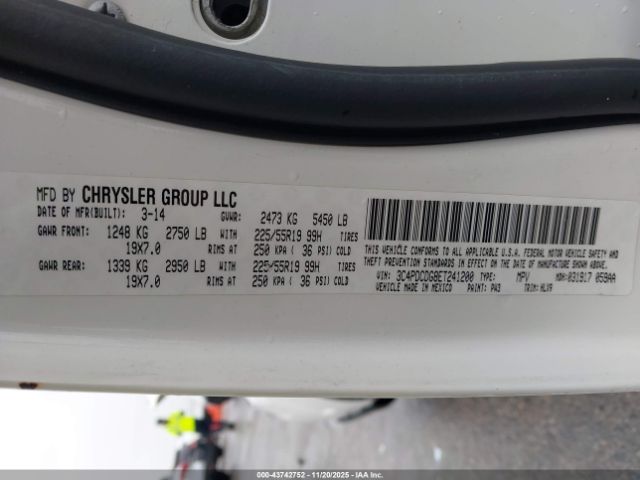 MFD BY CHRYSLER GROUP LLC
DATE OF MFR(BUILT): 3-14 GVWR: 2473 KG 5450 LB
GAWR FRONT: 1248 KG 2750 LB WITH 225/55R19 99H TIRES
19X7.0 RIMS AT 250 KPA ( 36 PSI) COLD
GAWR REAR: 1339 KG 2950 LB WITH 225/55R19 99H TIRES
19X7.0 RIMS AT 250 KPA ( 36 PSI) COLD
THIS VEHICLE CONFORMS TO ALL APPLICABLE U.S.A. FEDERAL MOTOR VEHICLE SAFETY AND
THEFT PREVENTION STANDARDS IN EFFECT ON THE DATE OF MANUFACTURE SHOWN ABOVE.
VIN: 3C4PDCDG8ET241200 TYPE: MPV MDH: 031917 059AA
VEHICLE MADE IN MEXICO PAINT: PW3 TRIM: HLX9
000-43742752 | 11/20/2025 - IAA Auctions